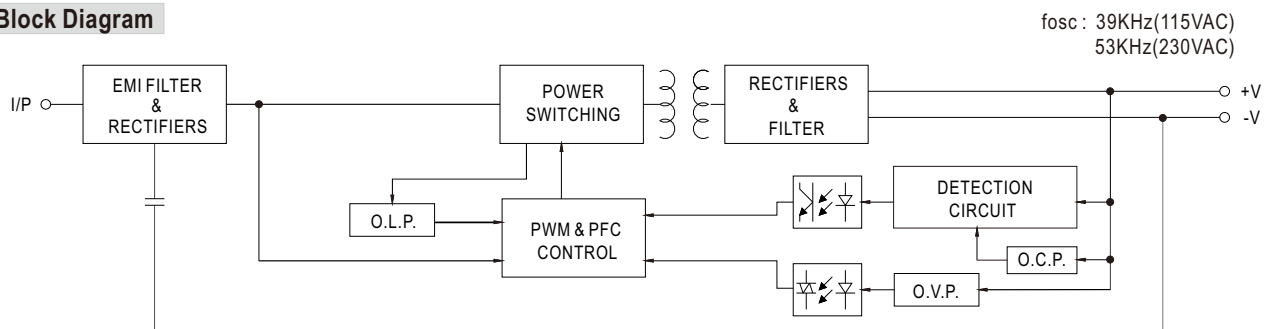 Block Diagram
fosc : 39KHz(115VAC)
53KHz(230VAC)
I/P
EMI FILTER
&
RECTIFIERS
POWER
SWITCHING
RECTIFIERS
&
FILTER
+V
-V
O.L.P.
PWM & PFC
CONTROL
DETECTION
CIRCUIT
O.C.P.
O.V.P.